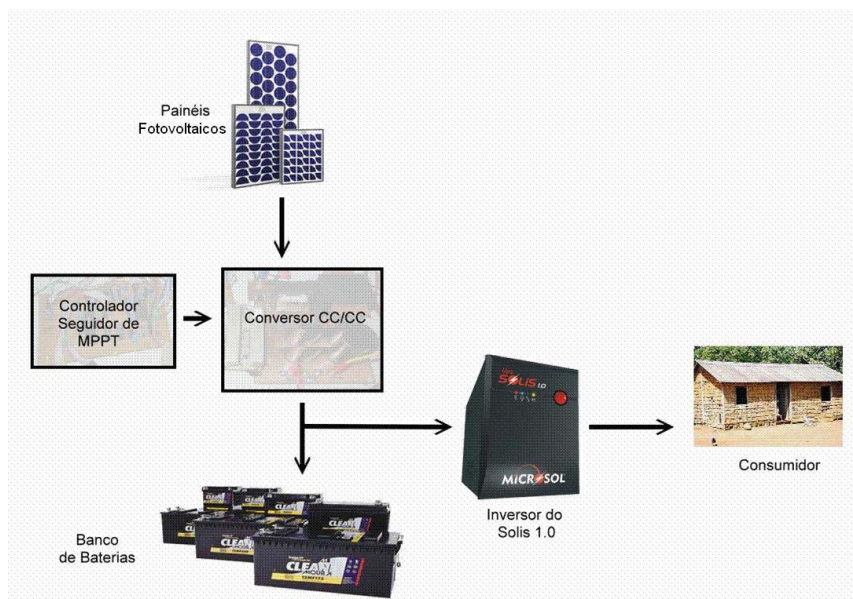 Painéis
Fotovoltaicos
Controlador
Seguidor de
MPPT
Conversor CC/CC
SOLIS 1.0
MICROSOL
Inversor do
Solis 1.0
Consumidor
Banco
de Baterias
CLEAN
CLEAN
CLEAN